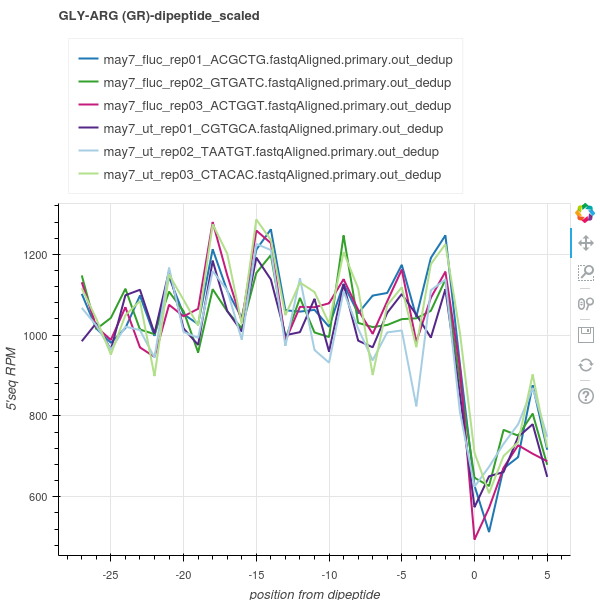 GLY-ARG (GR)-dipeptide_scaled
may7_fluc_rep01_ACGCTG.fastqAligned.primary.out_dedup
may7_fluc_rep02_GTGATC.fastqAligned.primary.out_dedup
may7_fluc_rep03_ACTGGT.fastqAligned.primary.out_dedup
may7_ut_rep01_CGTGCA.fastqAligned.primary.out_dedup
may7_ut_rep02_TAATGT.fastqAligned.primary.out_dedup
may7_ut_rep03_CTACAC.fastqAligned.primary.out_dedup
1200
1000
800
600
5'seq RPM
-25 -20 -15 -10 -5 0 5
position from dipeptide